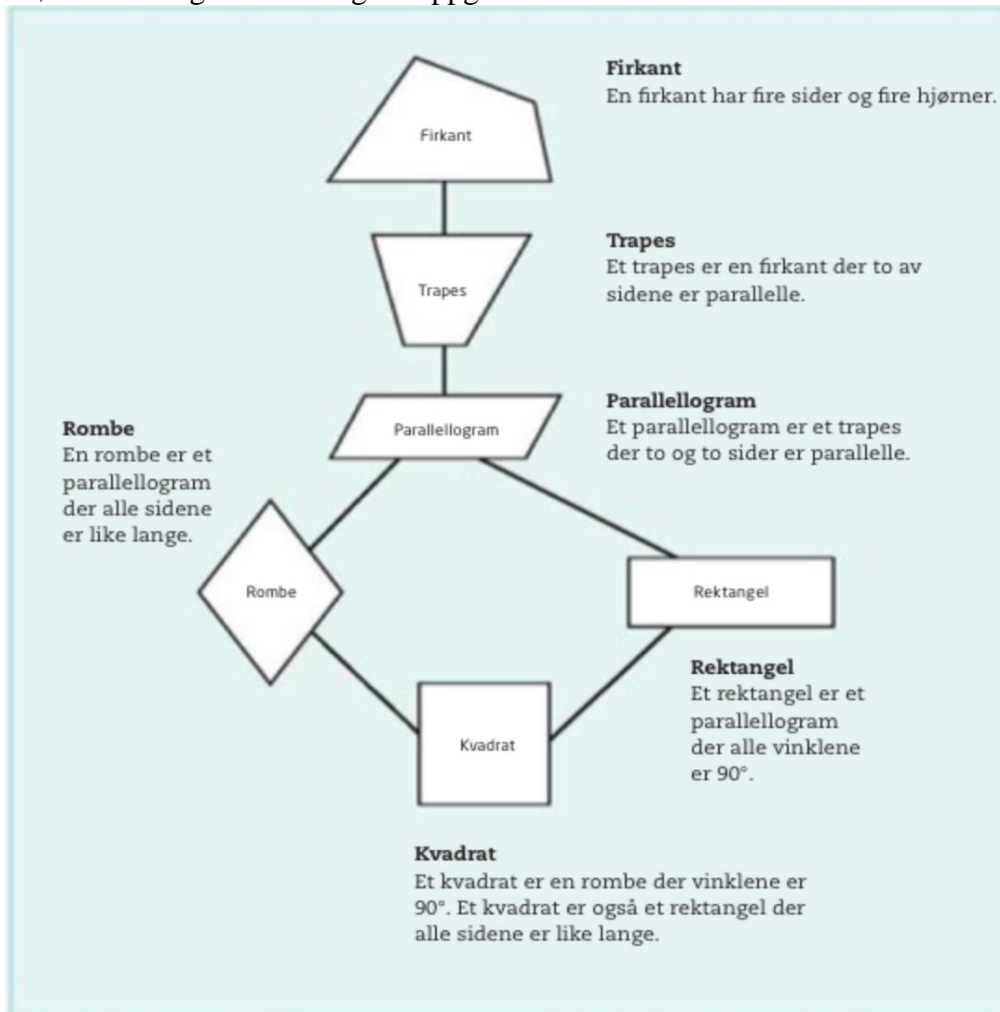 Firkant
Firkant
En firkant har fire sider og fire hjørner.
Trapes
Trapes
Et trapes er en firkant der to av
sidene er parallelle.
Parallellogram
Parallellogram
Et parallellogram er et trapes
der to og to sider er parallelle.
Rombe
En rombe er et
parallellogram
der alle sidene
er like lange.
Rombe
Rektangel
Rektangel
Et rektangel er et
parallellogram
der alle vinklene
er 90°.
Kvadrat
Kvadrat
Et kvadrat er en rombe der vinklene er
90°. Et kvadrat er også et rektangel der
alle sidene er like lange.